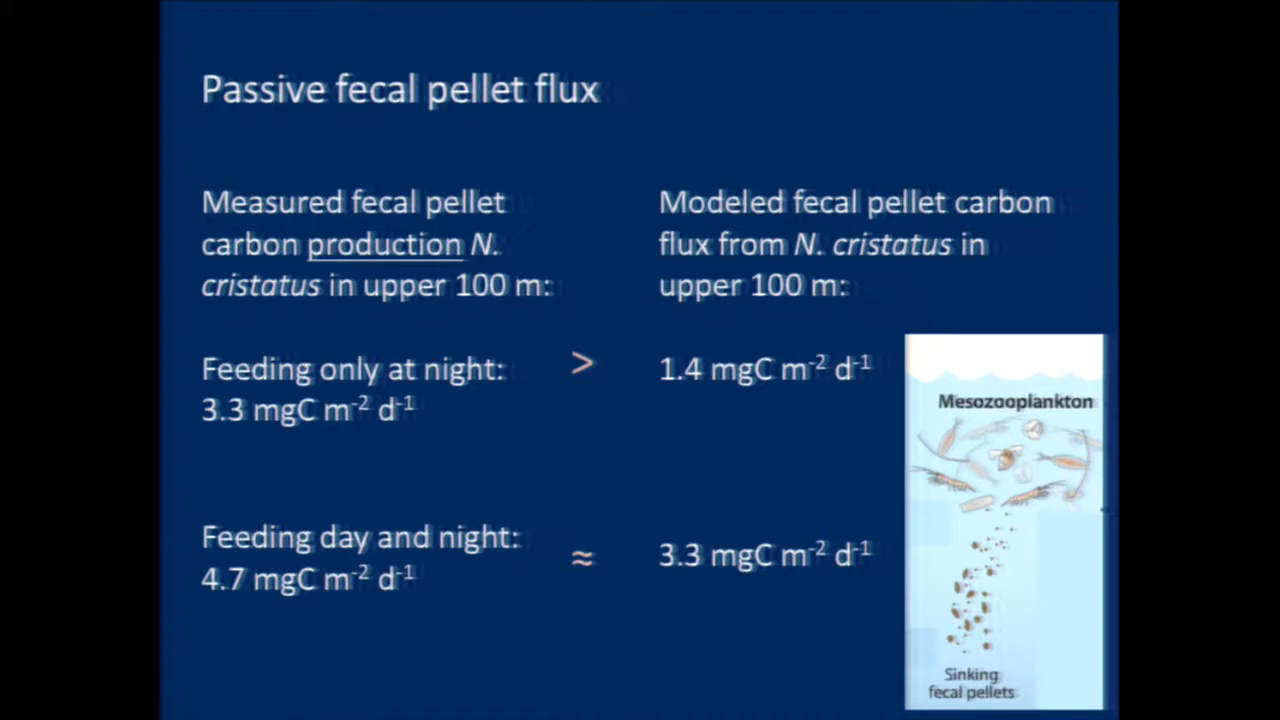 Passive fecal pellet flux
Measured fecal pellet
carbon production N.
cristatus in upper 100 m:
Modeled fecal pellet carbon
flux from N. cristatus in
upper 100 m:
Feeding only at night:
3.3 mgC m-2 d-1
>
1.4 mgC m-2 d-1
Feeding day and night:
4.7 mgC m-2 d-1
≈
3.3 mgC m-2 d-1
Mesozooplankton
Sinking
fecal pellets